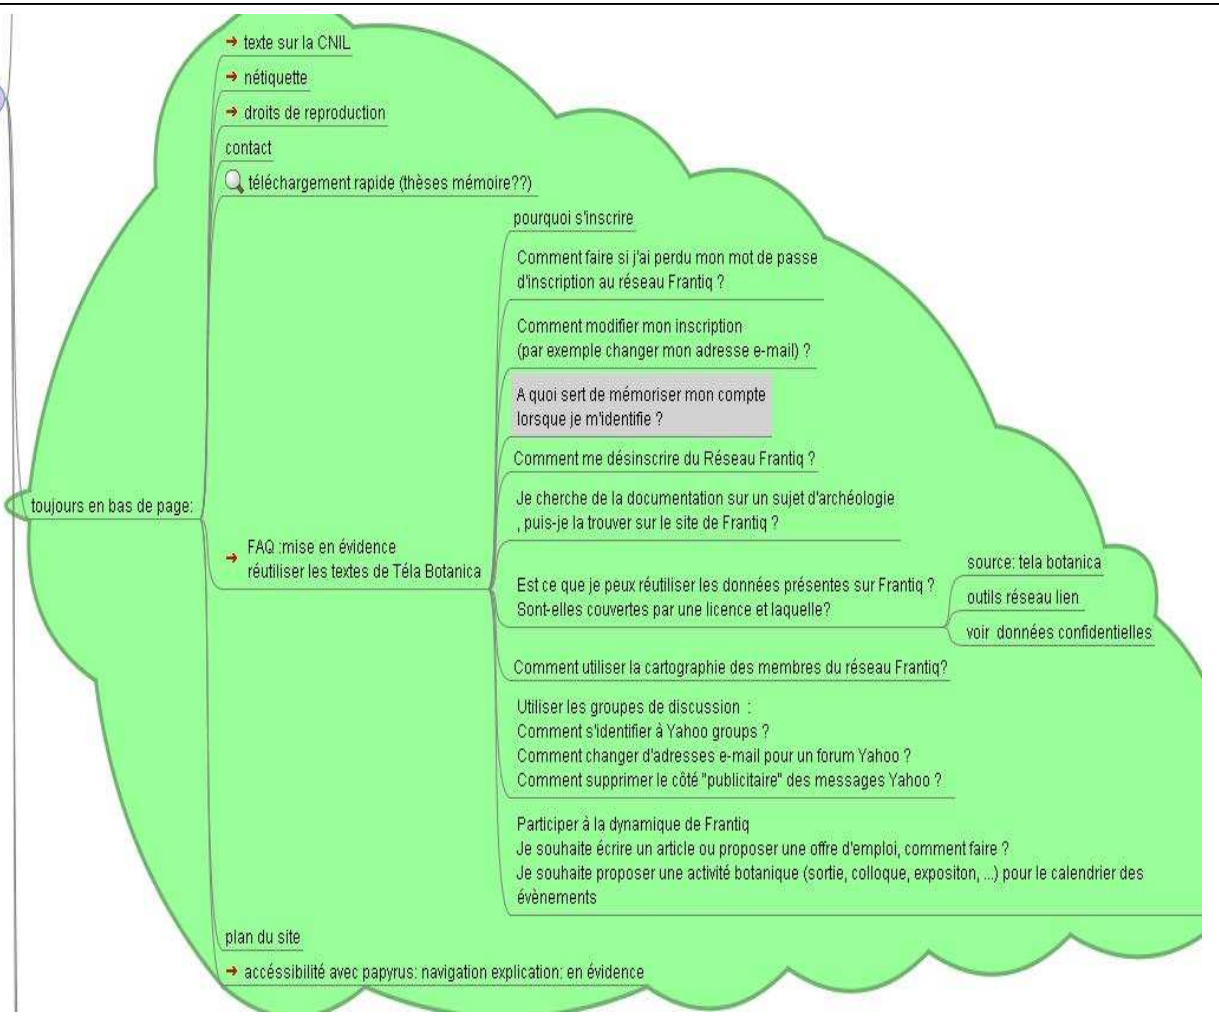 texte sur la CNIL
nétiquette
droits de reproduction
contact
téléchargement rapide (thèses mémoire??)
toujours en bas de page:
FAQ :mise en évidence
réutiliser les textes de Téla Botanica
pourquoi s'inscrire
Comment faire si j'ai perdu mon mot de passe
d'inscription au réseau Frantiq ?
Comment modifier mon inscription
(par exemple changer mon adresse e-mail) ?
A quoi sert de mémoriser mon compte
lorsque je m'identifie ?
Comment me désinscrire du Réseau Frantiq ?
Je cherche de la documentation sur un sujet d'archéologie
, puis-je la trouver sur le site de Frantiq ?
Est ce que je peux réutiliser les données présentes sur Frantiq ?
Sont-elles couvertes par une licence et laquelle?
source: tela botanica
outils réseau lien
voir données confidentielles
Comment utiliser la cartographie des membres du réseau Frantiq?
Utiliser les groupes de discussion :
Comment s'identifier à Yahoo groups ?
Comment changer d'adresses e-mail pour un forum Yahoo ?
Comment supprimer le côté "publicitaire" des messages Yahoo ?
Participer à la dynamique de Frantiq
Je souhaite écrire un article ou proposer une offre d'emploi, comment faire ?
Je souhaite proposer une activité botanique (sortie, colloque, expositon, ...) pour le calendrier des
évènements
plan du site
accéssibilité avec papyrus: navigation explication: en évidence